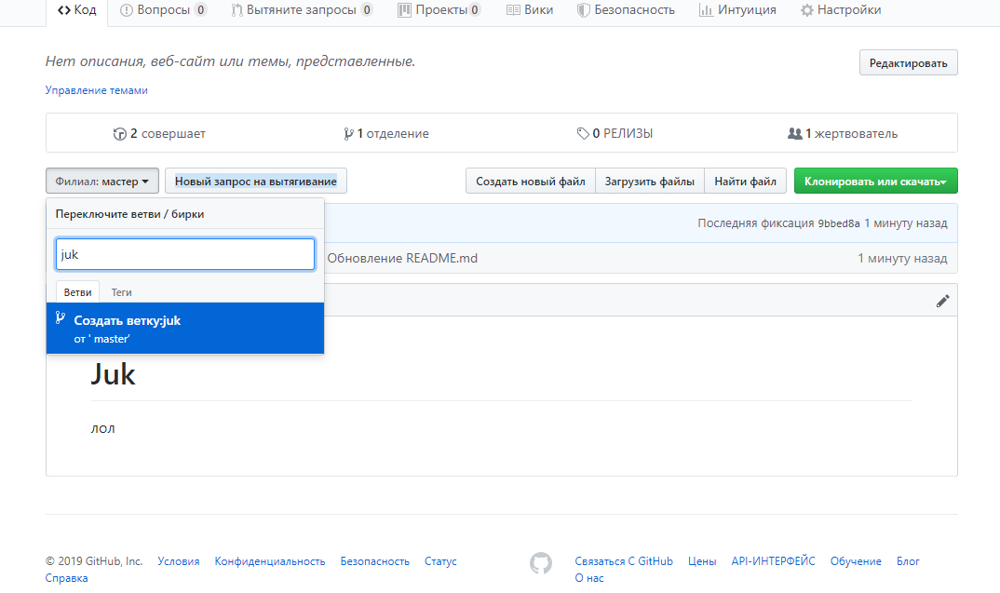 Код Вопросы 0 Вытяните запросы 0 Проекты 0 Вики Безопасность Интуиция Настройки
Нет описания, веб-сайт или темы, представленные.
Редактировать
Управление темами
2 совершает 1 отделение 0 РЕЛИЗЫ 1 жертвователь
Филиал: мастер Новый запрос на вытягивание Создать новый файл Загрузить файлы Найти файл Клонировать или скачать
Переключите ветви / бирки
Последняя фиксация 9bbed8a 1 минуту назад
juk
Обновление README.md 1 минуту назад
Ветви Теги
Создать ветку:juk
от ' master'
Juk
лол
© 2019 GitHub, Inc. Условия Конфиденциальность Безопасность Статус Связаться С GitHub Цены API-ИНТЕРФЕЙС Обучение Блог
Справка О нас